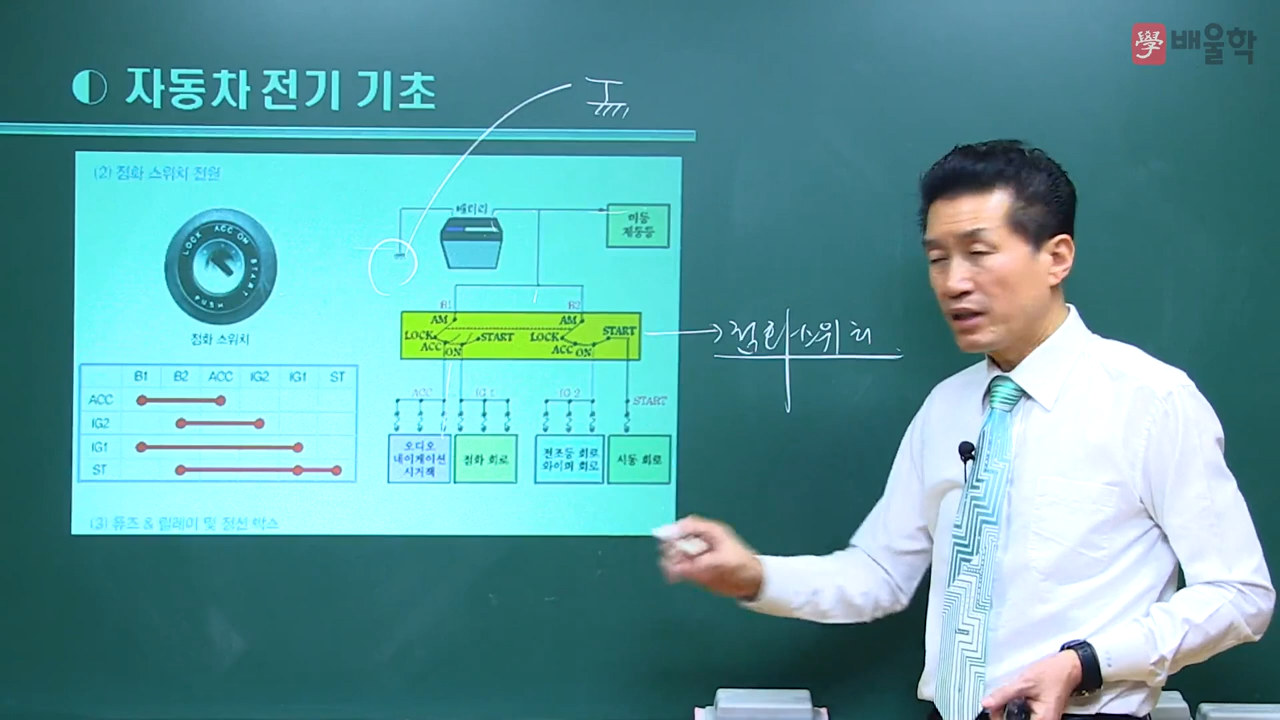 學 배울학
자동차 전기 기초
(2) 점화 스위치 전원
LOCK ACC ON START
PUSH
점화 스위치
배터리
미등
제동등
B1 B2
AM AM
LOCK START LOCK START
ACC ON ACC ON
ACC IG 1 IG 2 START
오디오
네이게이션
시거잭
점화 회로
전조등 회로
와이퍼 회로
시동 회로
B1 B2 ACC IG2 IG1 ST
ACC
IG2
IG1
ST
(3) 퓨즈 & 릴레이 및 정션 박스
점화스위치